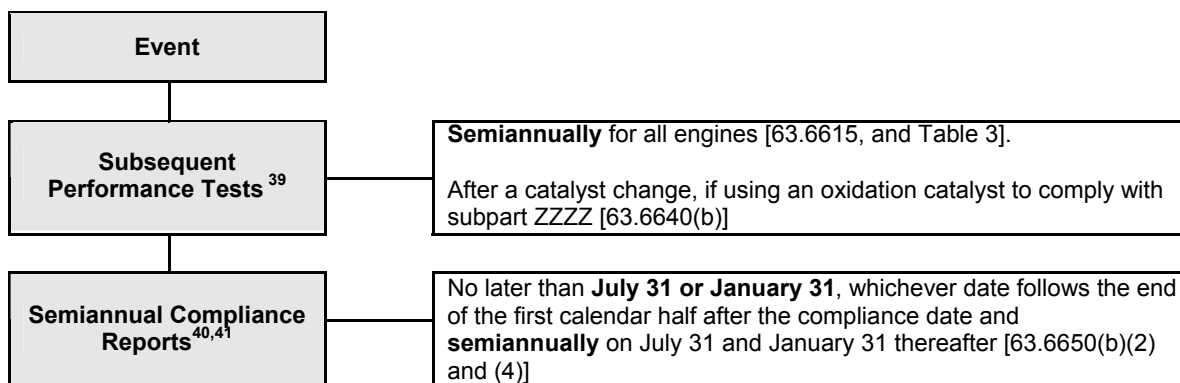 Event
Subsequent
Performance Tests 39
Semiannually for all engines [63.6615, and Table 3].
After a catalyst change, if using an oxidation catalyst to comply with
subpart ZZZZ [63.6640(b)]
Semiannual Compliance
Reports40,41
No later than July 31 or January 31, whichever date follows the end
of the first calendar half after the compliance date and
semiannually on July 31 and January 31 thereafter [63.6650(b)(2)
and (4)]